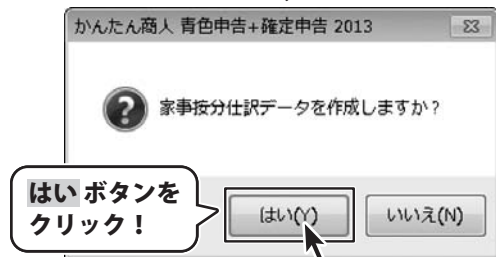 かんたん商人 青色申告+確定申告 2013
家事按分仕訳データを作成しますか?
はい ボタンを
クリック!
はい(Y)
いいえ(N)